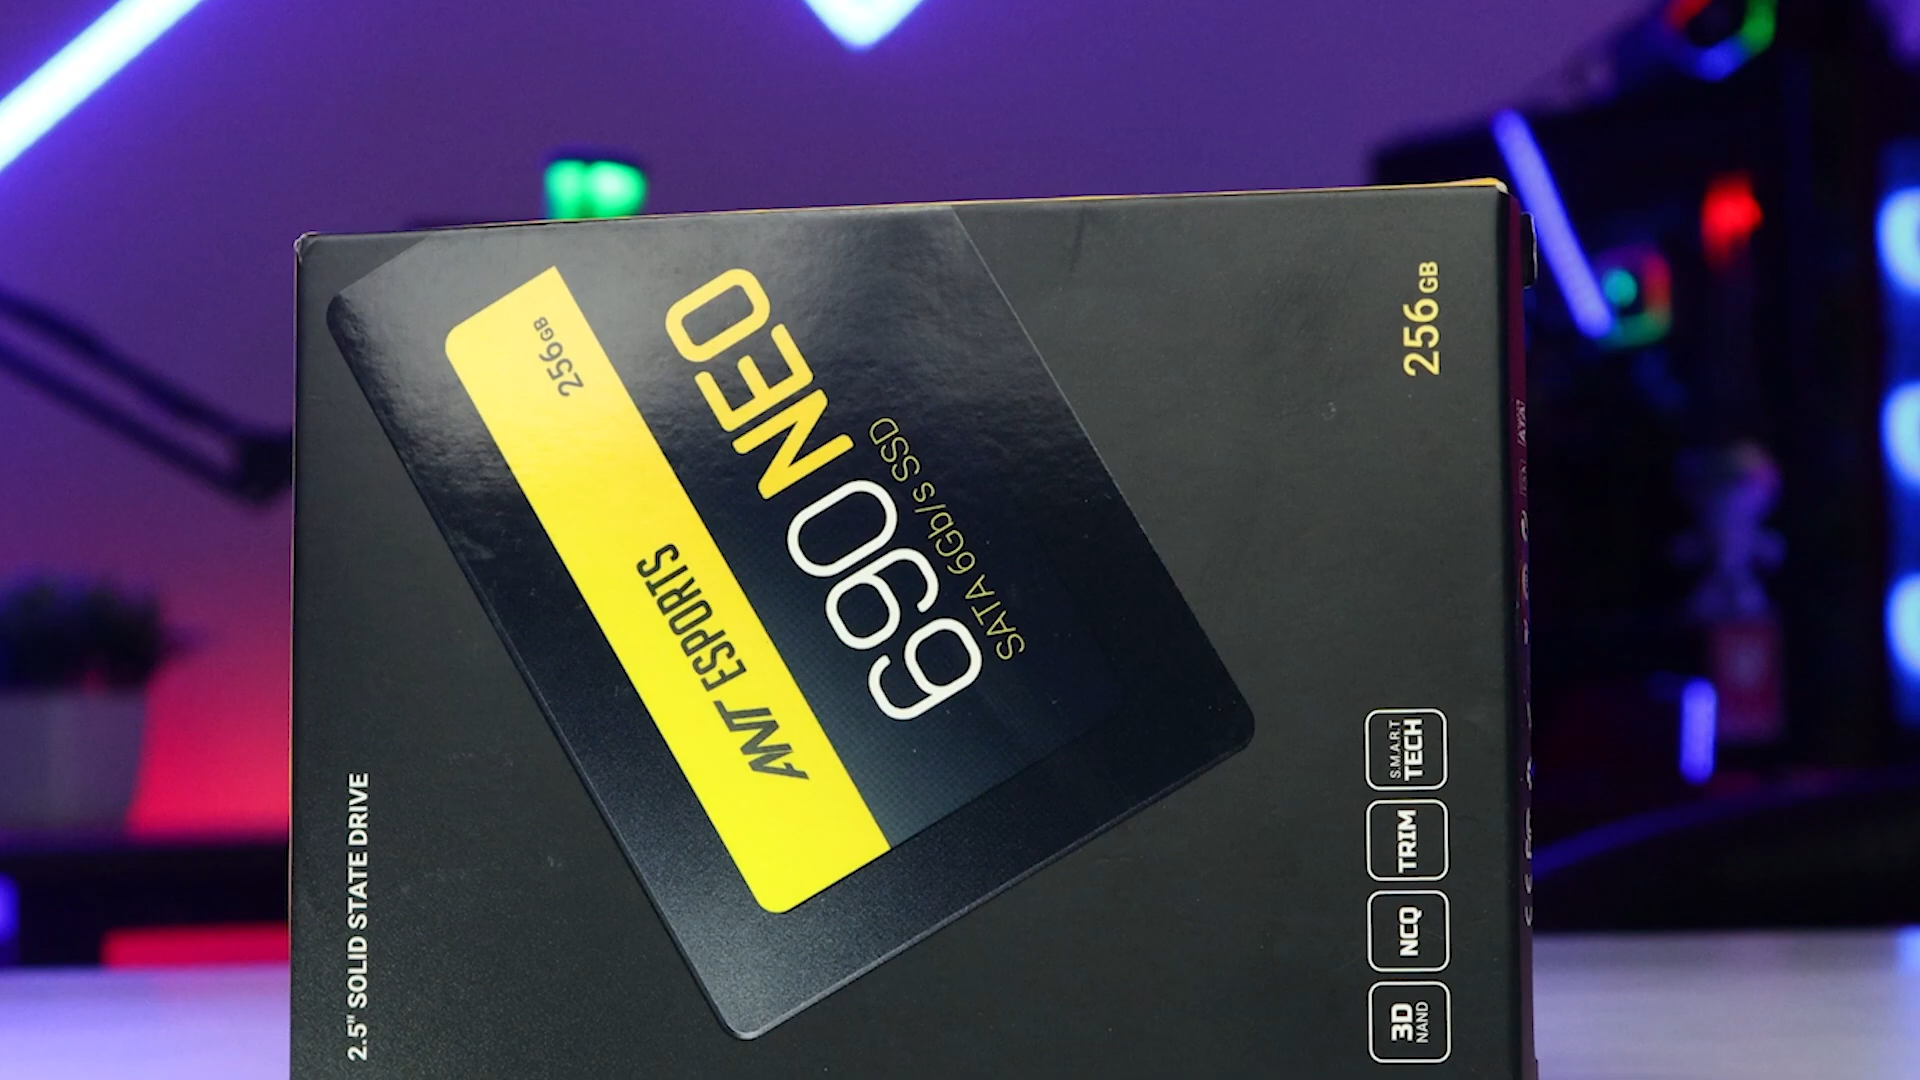 2.5" SOLID STATE DRIVE
256GB
ANT ESPORTS
690 NEO
SATA 6Gb/s SSD
256GB
3D NAND
NCQ
TRIM
S.M.A.R.T TECH